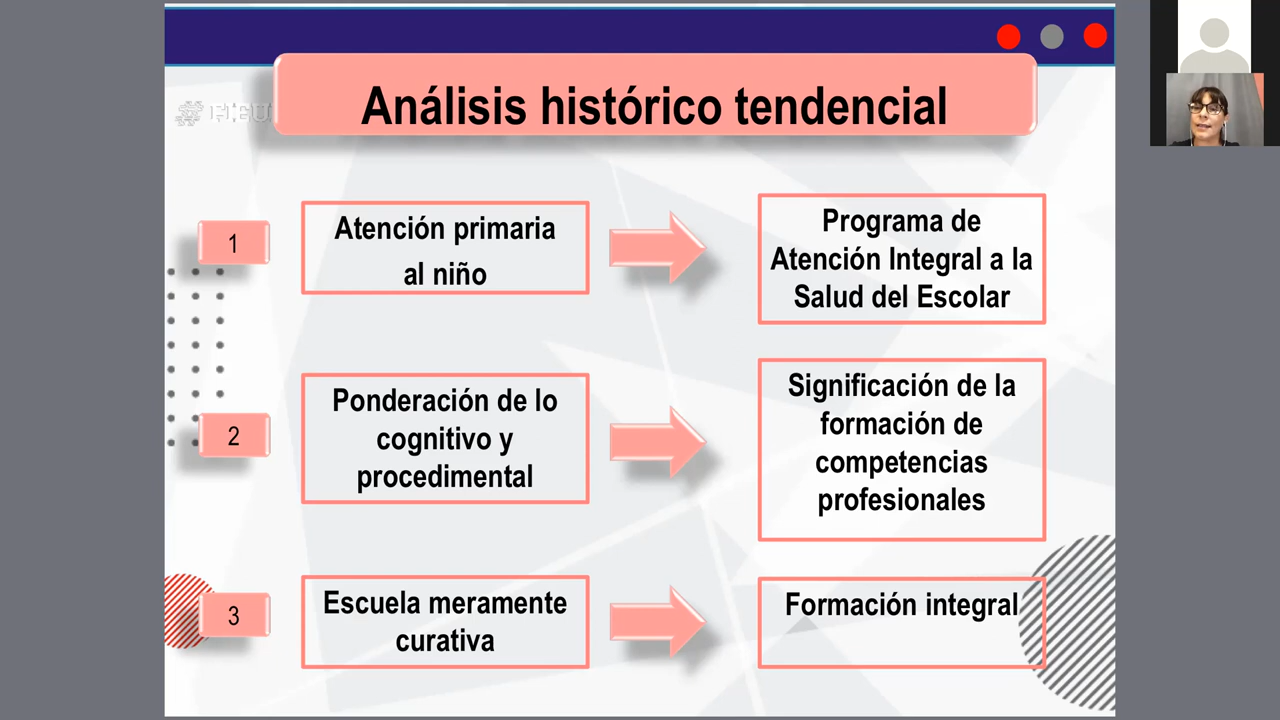 Análisis histórico tendencial
1
Atención primaria
al niño
Programa de
Atención Integral a la
Salud del Escolar
2
Ponderación de lo
cognitivo y
procedimental
Significación de la
formación de
competencias
profesionales
3
Escuela meramente
curativa
Formación integral